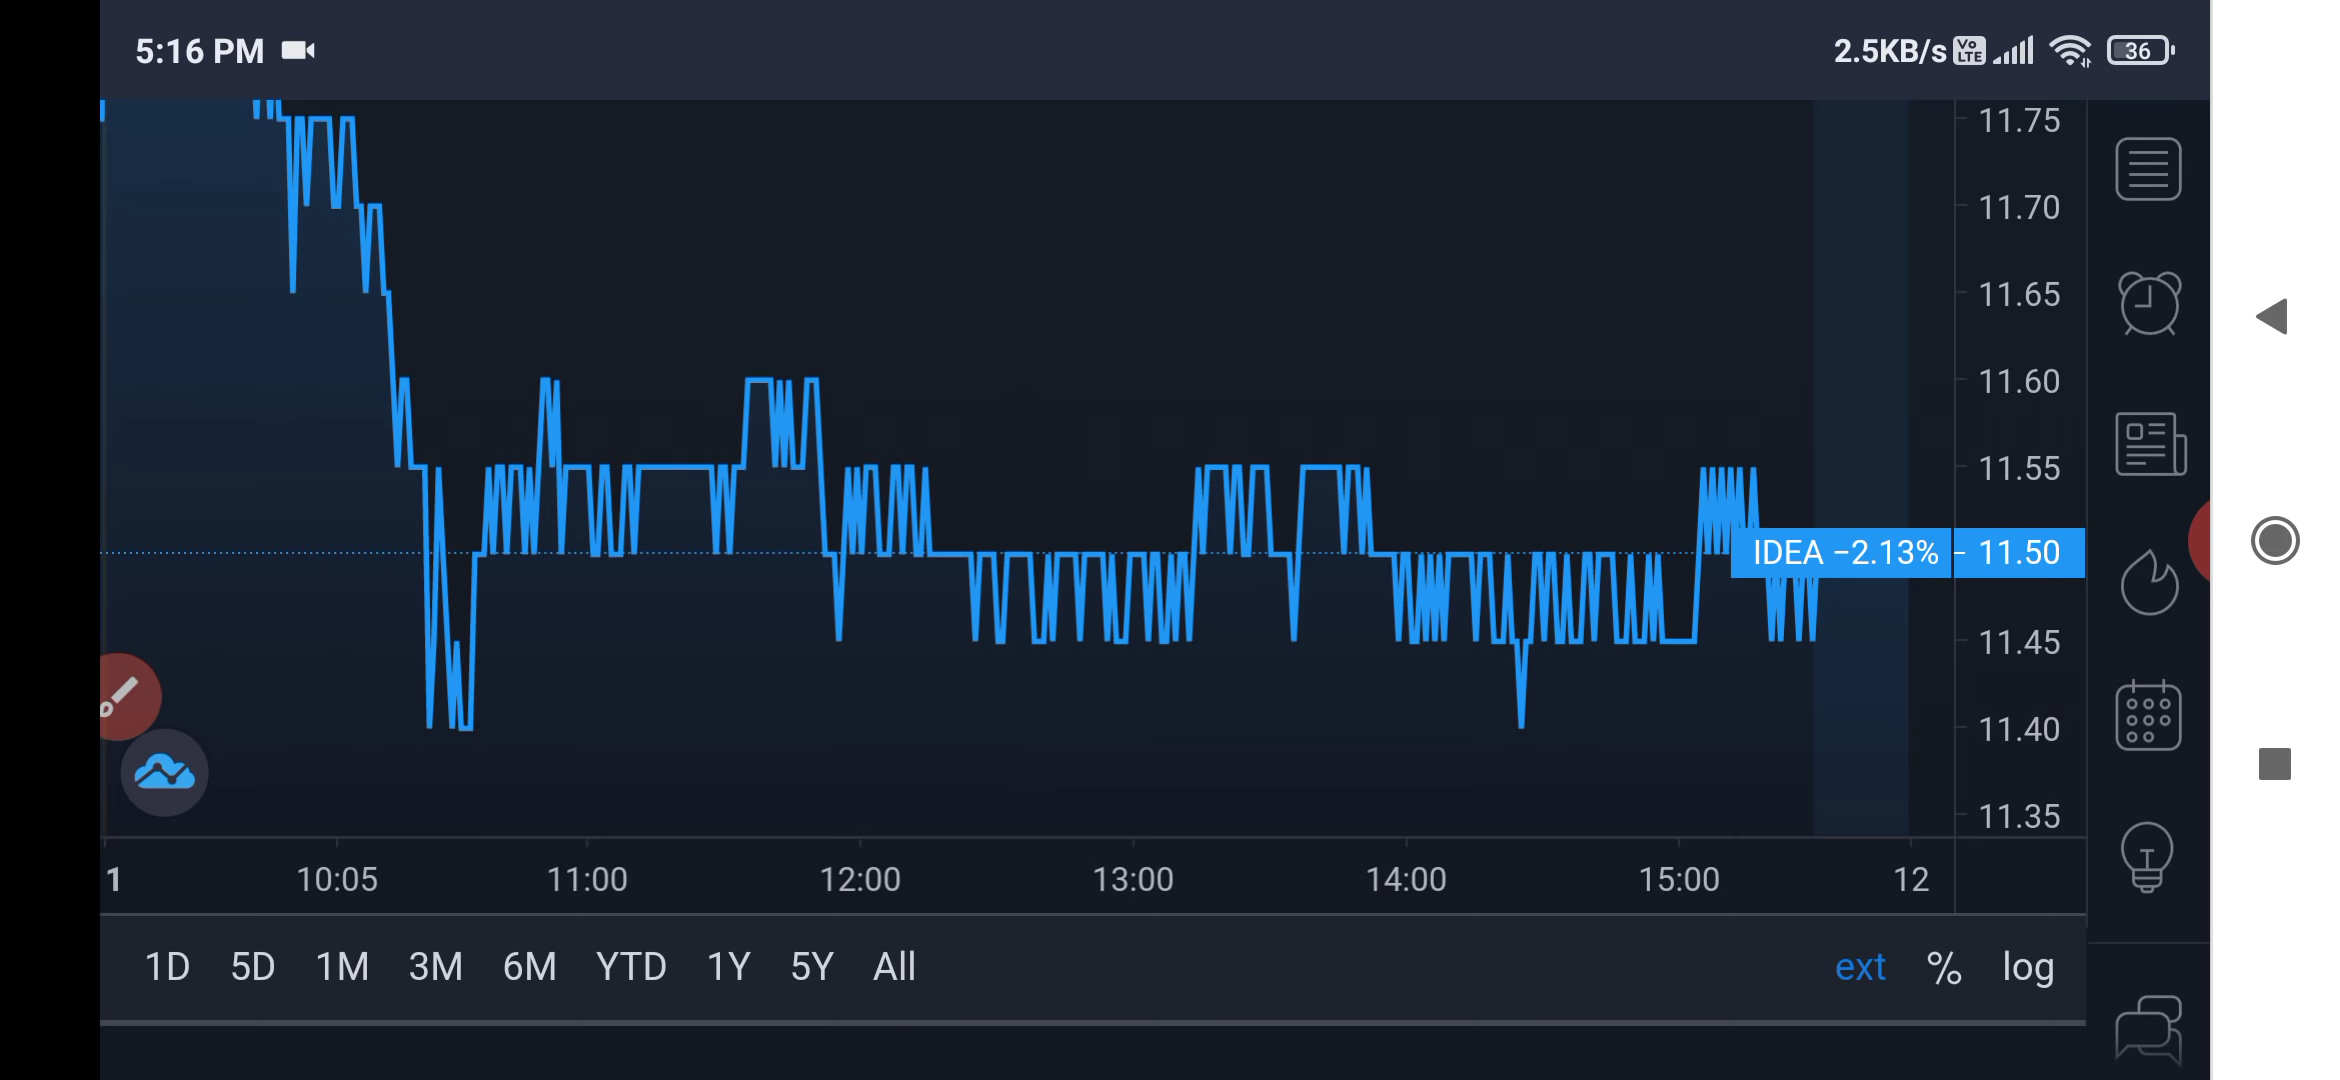 5:16 PM
2.5KB/s Vo LTE 36
11.75
11.70
11.65
11.60
11.55
IDEA −2.13% 11.50
11.45
11.40
11.35
1 10:05 11:00 12:00 13:00 14:00 15:00 12
1D 5D 1M 3M 6M YTD 1Y 5Y All ext % log